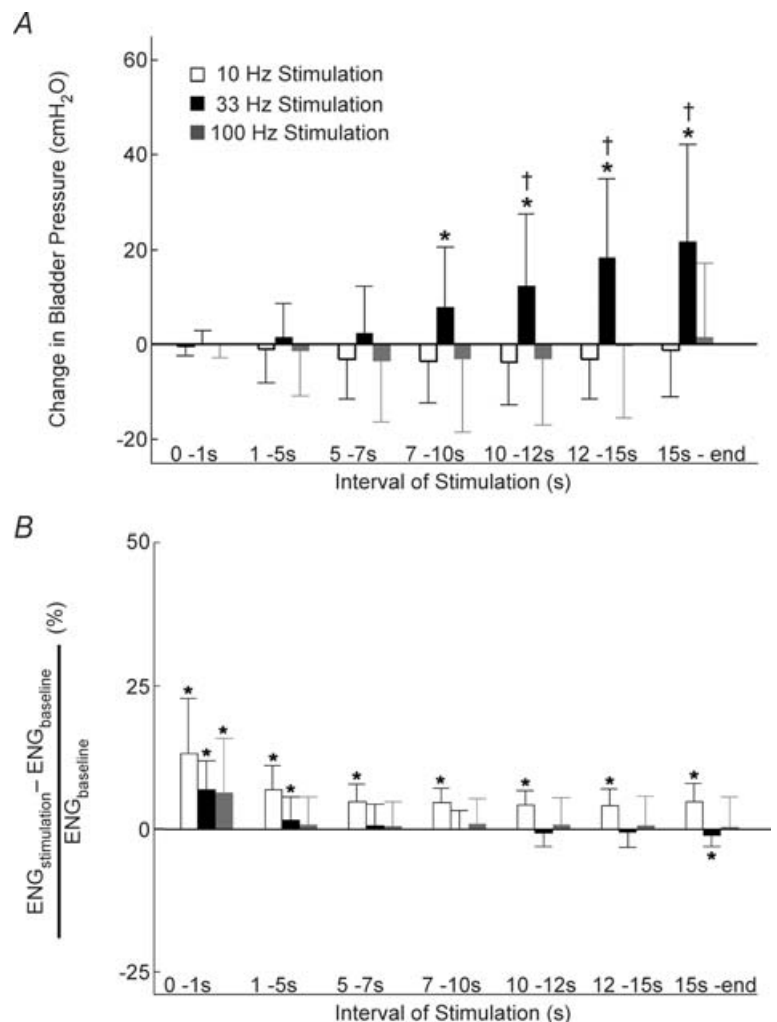 A
Change in Bladder Pressure (cmH₂O)
60
40
20
0
-20
10 Hz Stimulation
33 Hz Stimulation
100 Hz Stimulation
*
† *
† *
† *
0 -1s 1 -5s 5 -7s 7 -10s 10 -12s 12 -15s 15s - end
Interval of Stimulation (s)
B
ENGstimulation – ENGbaseline (%)
ENGbaseline
50
25
0
-25
* * *
* *
*
*
*
*
* *
0 -1s 1 -5s 5 -7s 7 -10s 10 -12s 12 -15s 15s -end
Interval of Stimulation (s)